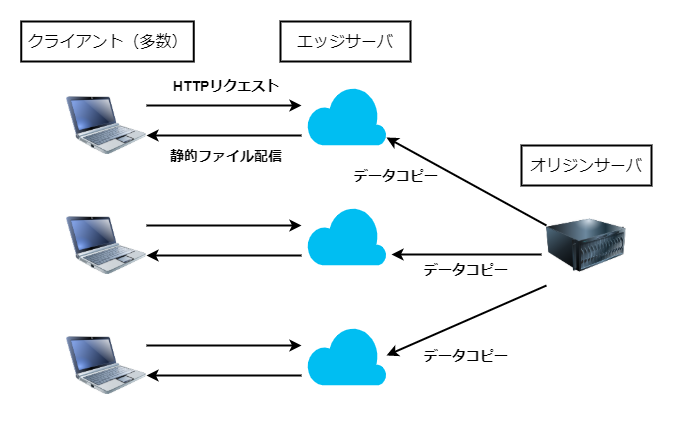 クライアント（多数）
エッジサーバ
HTTPリクエスト
静的ファイル配信
データコピー
オリジンサーバ
データコピー
データコピー